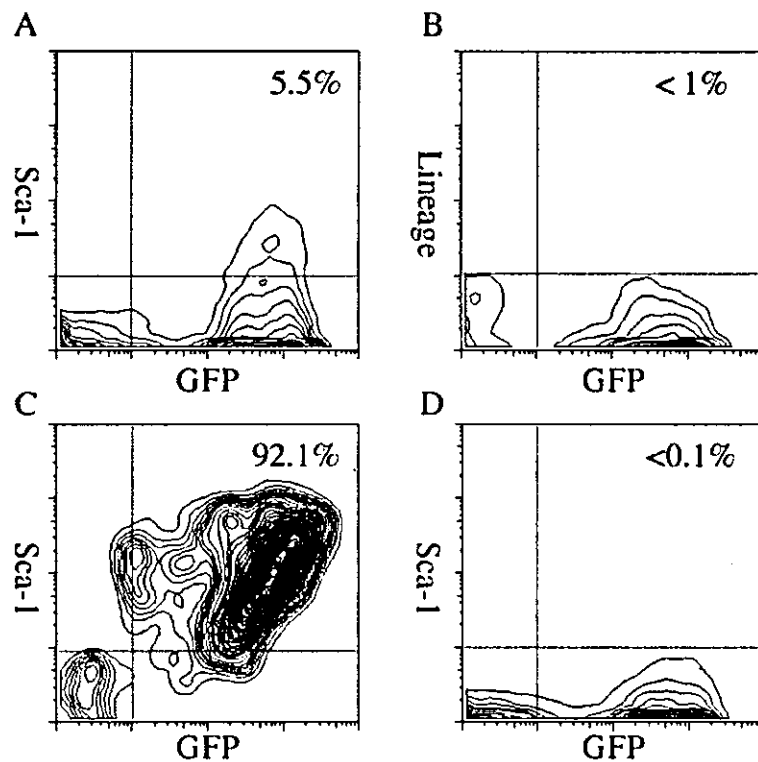 A
5.5%
Sca-1
GFP
B
< 1%
Lineage
GFP
C
92.1%
Sca-1
GFP
D
<0.1%
Sca-1
GFP